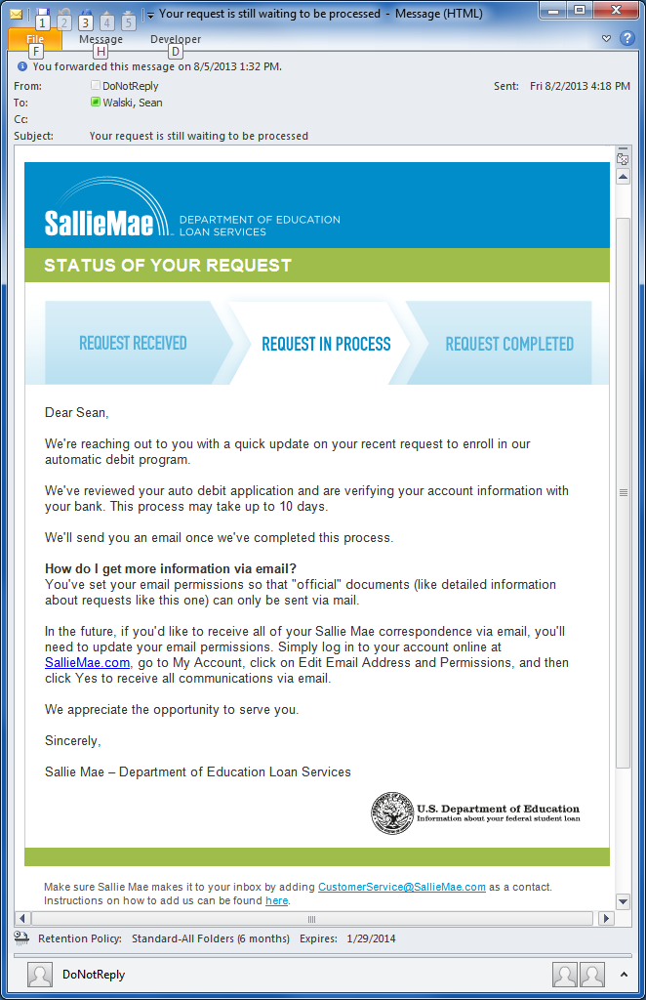 Your request is still waiting to be processed - Message (HTML)
1 2 3 4 5
File Message Developer
F H D
You forwarded this message on 8/5/2013 1:32 PM.
From: DoNotReply Sent: Fri 8/2/2013 4:18 PM
To: Walski, Sean
Cc:
Subject: Your request is still waiting to be processed
SallieMae DEPARTMENT OF EDUCATION
LOAN SERVICES
STATUS OF YOUR REQUEST
REQUEST RECEIVED REQUEST IN PROCESS REQUEST COMPLETED
Dear Sean,
We're reaching out to you with a quick update on your recent request to enroll in our
automatic debit program.
We've reviewed your auto debit application and are verifying your account information with
your bank. This process may take up to 10 days.
We'll send you an email once we've completed this process.
How do I get more information via email?
You've set your email permissions so that "official" documents (like detailed information
about requests like this one) can only be sent via mail.
In the future, if you'd like to receive all of your Sallie Mae correspondence via email, you'll
need to update your email permissions. Simply log in to your account online at
SallieMae.com, go to My Account, click on Edit Email Address and Permissions, and then
click Yes to receive all communications via email.
We appreciate the opportunity to serve you.
Sincerely,
Sallie Mae – Department of Education Loan Services
U.S. Department of Education
Information about your federal student loan
Make sure Sallie Mae makes it to your inbox by adding CustomerService@SallieMae.com as a contact.
Instructions on how to add us can be found here.
Retention Policy: Standard-All Folders (6 months) Expires: 1/29/2014
DoNotReply